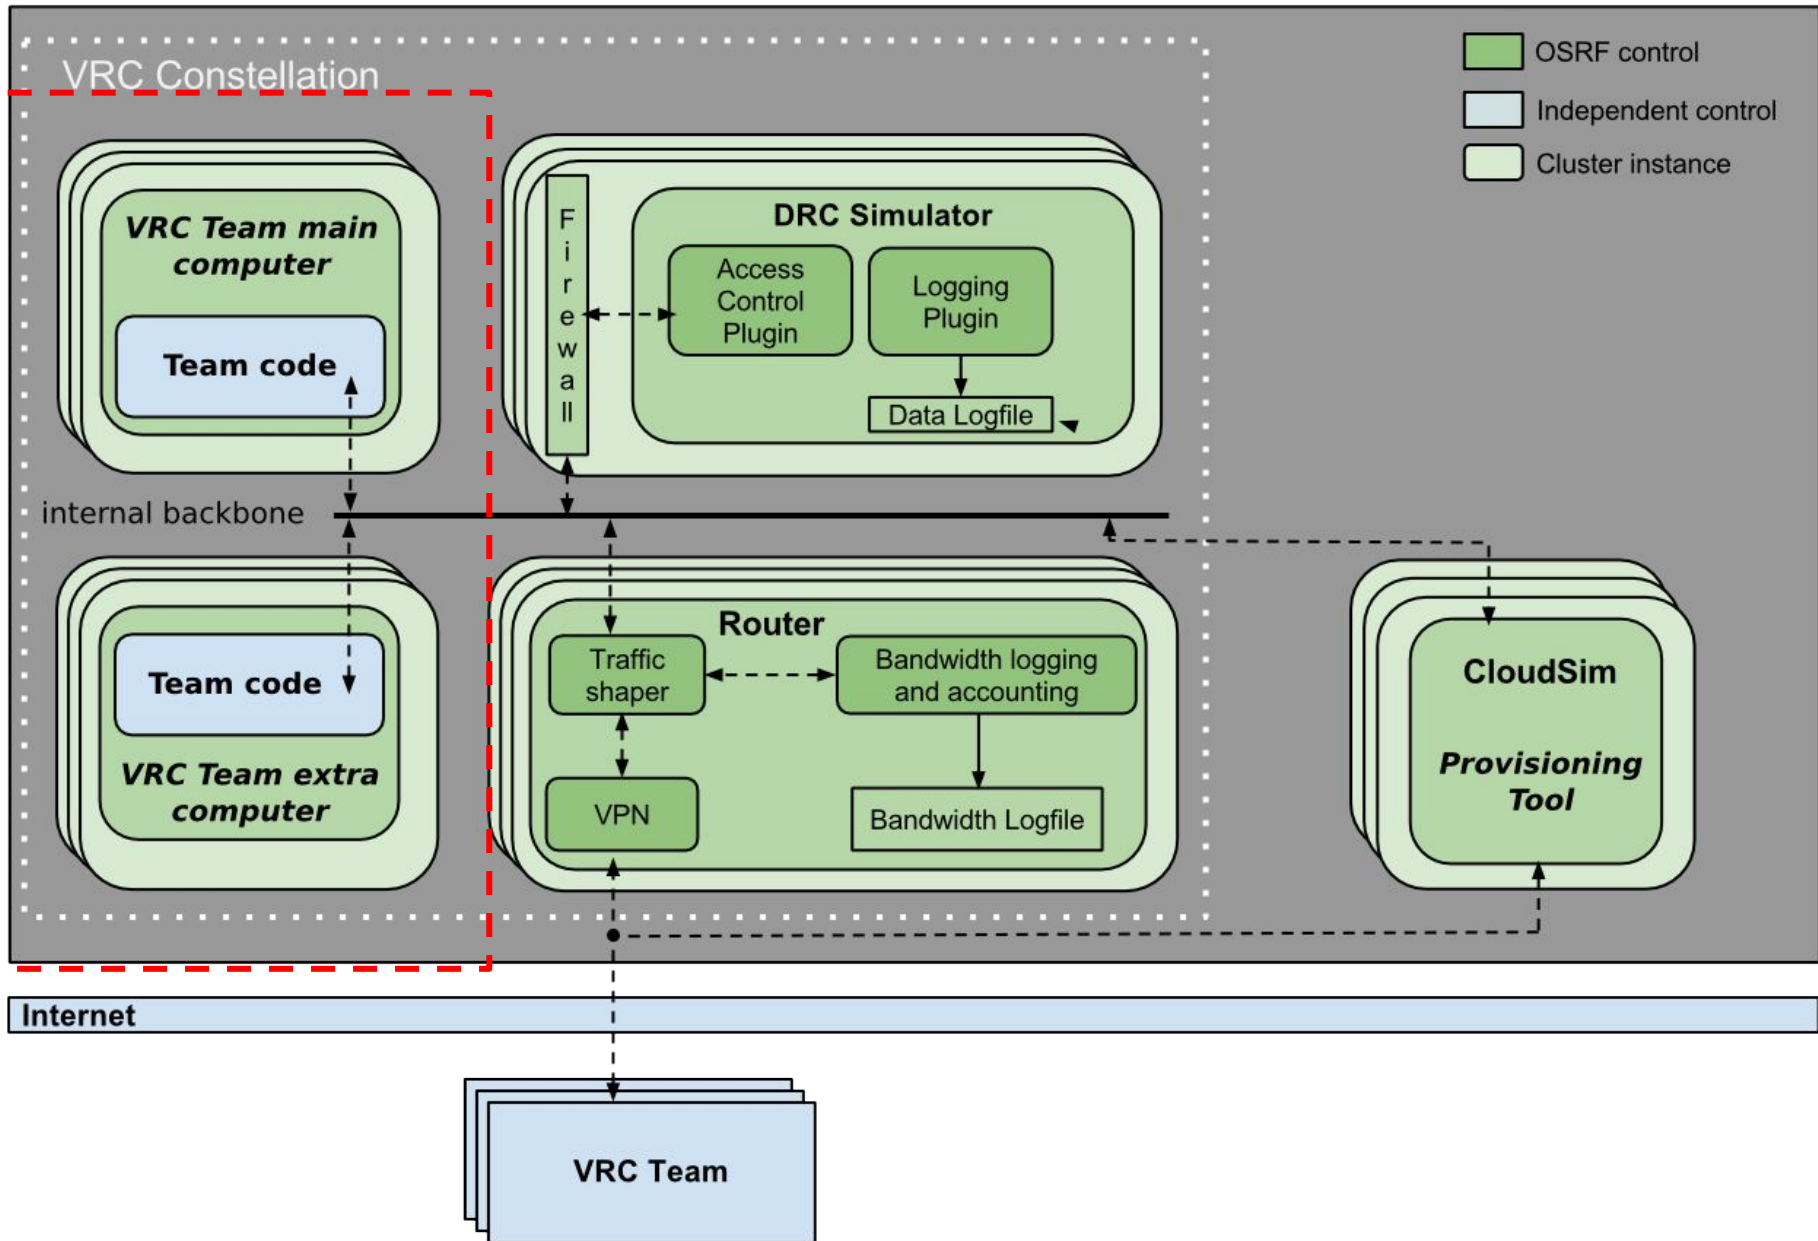 VRC Constellation
OSRF control
Independent control
Cluster instance
VRC Team main
computer
Team code
F
i
r
e
w
a
ll
DRC Simulator
Access
Control
Plugin
Logging
Plugin
Data Logfile
internal backbone
Team code
VRC Team extra
computer
Router
Traffic
shaper
Bandwidth logging
and accounting
VPN
Bandwidth Logfile
CloudSim
Provisioning
Tool
Internet
VRC Team